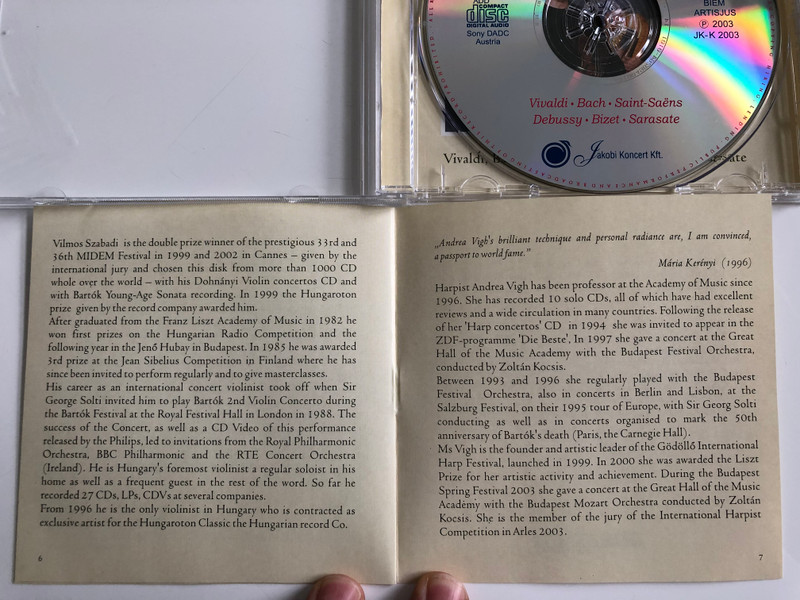 ADD
COMPACT
disc
DIGITAL AUDIO
Sony DADC
Austria
BIEM
ARTISJUS
℗ 2003
JK-K 2003
Vivaldi • Bach • Saint-Saëns
Debussy • Bizet • Sarasate
Jakobi Koncert Kft.
Vivaldi,
Vilmos Szabadi is the double prize winner of the prestigious 33rd and
36th MIDEM Festival in 1999 and 2002 in Cannes – given by the
international jury and chosen this disk from more than 1000 CD
whole over the world – with his Dohnányi Violin concertos CD and
with Bartók Young-Age Sonata recording. In 1999 the Hungaroton
prize given by the record company awarded him.
After graduated from the Franz Liszt Academy of Music in 1982 he
won first prizes on the Hungarian Radio Competition and the
following year in the Jenő Hubay in Budapest. In 1985 he was awarded
3rd prize at the Jean Sibelius Competition in Finland where he has
since been invited to perform regularly and to give masterclasses.
His career as an international concert violinist took off when Sir
George Solti invited him to play Bartók 2nd Violin Concerto during
the Bartók Festival at the Royal Festival Hall in London in 1988. The
success of the Concert, as well as a CD Video of this performance
released by the Philips, led to invitations from the Royal Philharmonic
Orchestra, BBC Philharmonic and the RTE Concert Orchestra
(Ireland). He is Hungary's foremost violinist a regular soloist in his
home as well as a frequent guest in the rest of the word. So far he
recorded 27 CDs, LPs, CDVs at several companies.
From 1996 he is the only violinist in Hungary who is contracted as
exclusive artist for the Hungaroton Classic the Hungarian record Co.
6
„Andrea Vigh's brilliant technique and personal radiance are, I am convinced,
a passport to world fame."
Mária Kerényi (1996)
Harpist Andrea Vigh has been professor at the Academy of Music since
1996. She has recorded 10 solo CDs, all of which have had excellent
reviews and a wide circulation in many countries. Following the release
of her 'Harp concertos' CD in 1994 she was invited to appear in the
ZDF-programme 'Die Beste', In 1997 she gave a concert at the Great
Hall of the Music Academy with the Budapest Festival Orchestra,
conducted by Zoltán Kocsis.
Between 1993 and 1996 she regularly played with the Budapest
Festival Orchestra, also in concerts in Berlin and Lisbon, at the
Salzburg Festival, on their 1995 tour of Europe, with Sir Georg Solti
conducting as well as in concerts organised to mark the 50th
anniversary of Bartók's death (Paris, the Carnegie Hall).
Ms Vigh is the founder and artistic leader of the Gödöllő International
Harp Festival, launched in 1999. In 2000 she was awarded the Liszt
Prize for her artistic activity and achievement. During the Budapest
Spring Festival 2003 she gave a concert at the Great Hall of the Music
Academy with the Budapest Mozart Orchestra conducted by Zoltán
Kocsis. She is the member of the jury of the International Harpist
Competition in Arles 2003.
7